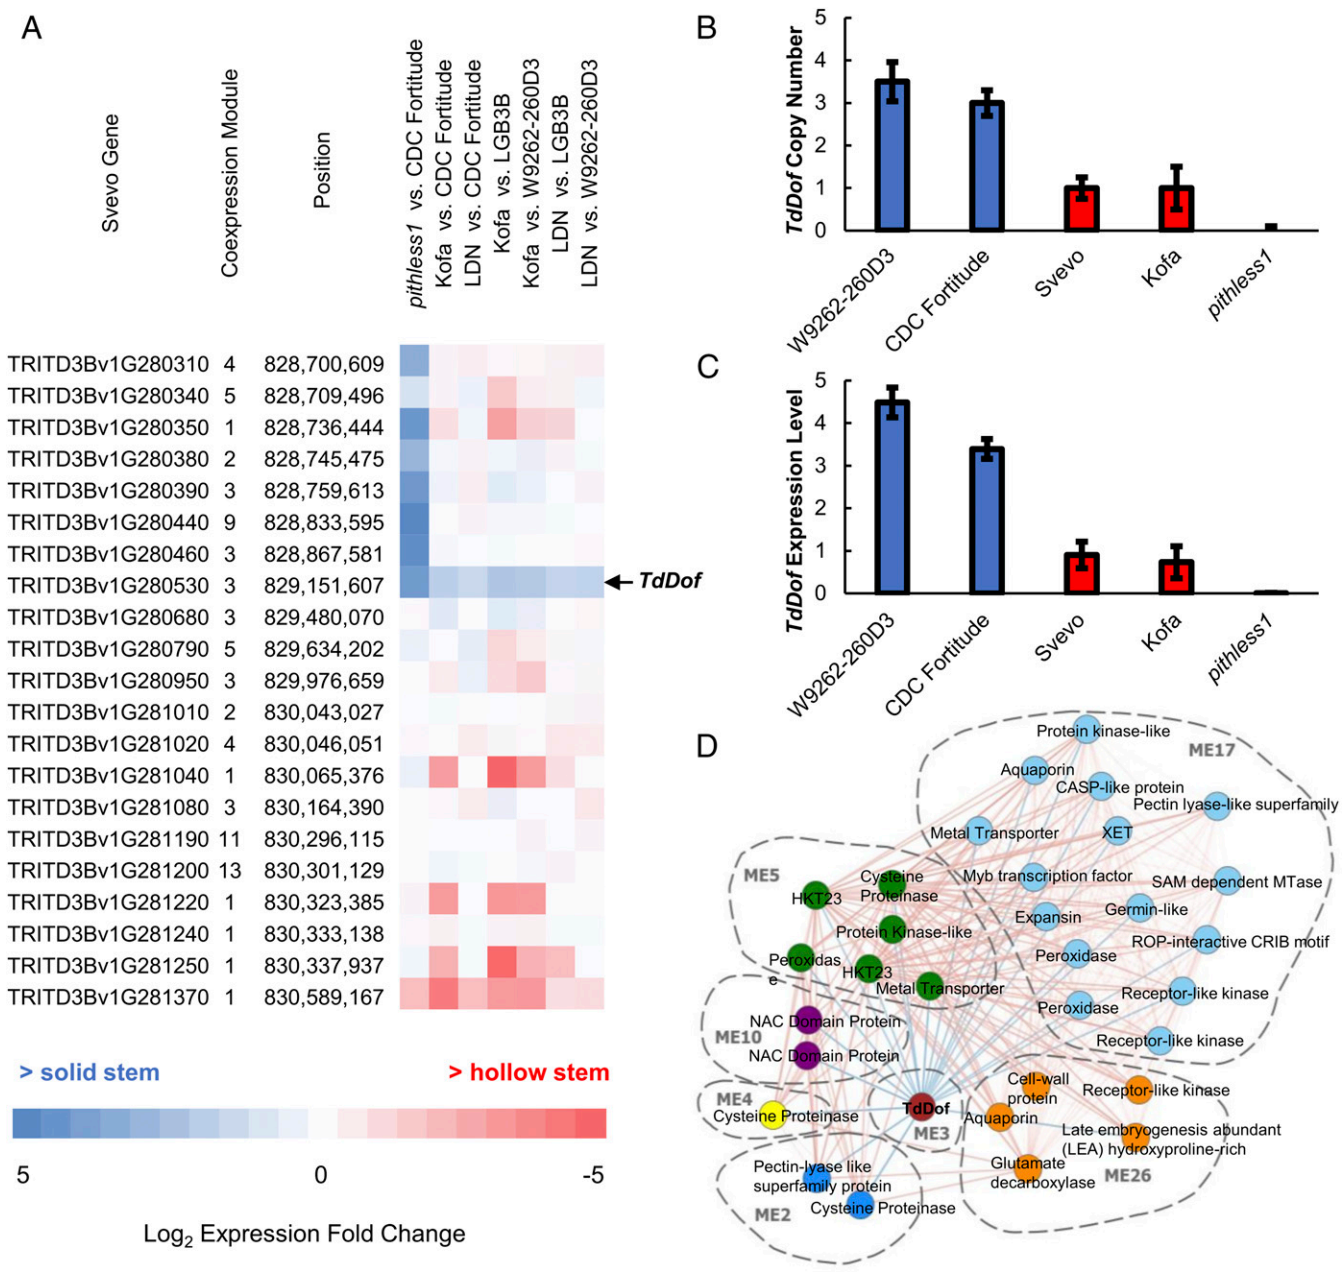 A
Svevo Gene
Coexpression Module
Position
pithless1 vs. CDC Fortitude
Kofa vs. CDC Fortitude
LDN vs. CDC Fortitude
Kofa vs. LGB3B
Kofa vs. W9262-260D3
LDN vs. LGB3B
LDN vs. W9262-260D3
TRITD3Bv1G280310 4 828,700,609
TRITD3Bv1G280340 5 828,709,496
TRITD3Bv1G280350 1 828,736,444
TRITD3Bv1G280380 2 828,745,475
TRITD3Bv1G280390 3 828,759,613
TRITD3Bv1G280440 9 828,833,595
TRITD3Bv1G280460 3 828,867,581
TRITD3Bv1G280530 3 829,151,607
TdDof
TRITD3Bv1G280680 3 829,480,070
TRITD3Bv1G280790 5 829,634,202
TRITD3Bv1G280950 3 829,976,659
TRITD3Bv1G281010 2 830,043,027
TRITD3Bv1G281020 4 830,046,051
TRITD3Bv1G281040 1 830,065,376
TRITD3Bv1G281080 3 830,164,390
TRITD3Bv1G281190 11 830,296,115
TRITD3Bv1G281200 13 830,301,129
TRITD3Bv1G281220 1 830,323,385
TRITD3Bv1G281240 1 830,333,138
TRITD3Bv1G281250 1 830,337,937
TRITD3Bv1G281370 1 830,589,167
> solid stem
> hollow stem
5 0 -5
Log2 Expression Fold Change
B
TdDof Copy Number
5
4
3
2
1
0
W9262-260D3
CDC Fortitude
Svevo
Kofa
pithless1
C
TdDof Expression Level
5
4
3
2
1
0
W9262-260D3
CDC Fortitude
Svevo
Kofa
pithless1
D
Protein kinase-like
ME17
Aquaporin
CASP-like protein
Pectin lyase-like superfamily
Metal Transporter
XET
Myb transcription factor
SAM dependent MTase
Expansin
Germin-like
ROP-interactive CRIB motif
Peroxidase
Receptor-like kinase
Peroxidase
Receptor-like kinase
ME5
Cysteine
Proteinase
HKT23
Protein Kinase-like
Peroxidas
e
HKT23
Metal Transporter
NAC Domain Protein
ME10
NAC Domain Protein
ME4
Cysteine Proteinase
TdDof
ME3
Pectin-lyase like
superfamily protein
Cysteine Proteinase
ME2
Cell-wall
protein
Receptor-like kinase
Aquaporin
Late embryogenesis abundant
(LEA) hydroxyproline-rich
Glutamate
decarboxylase
ME26